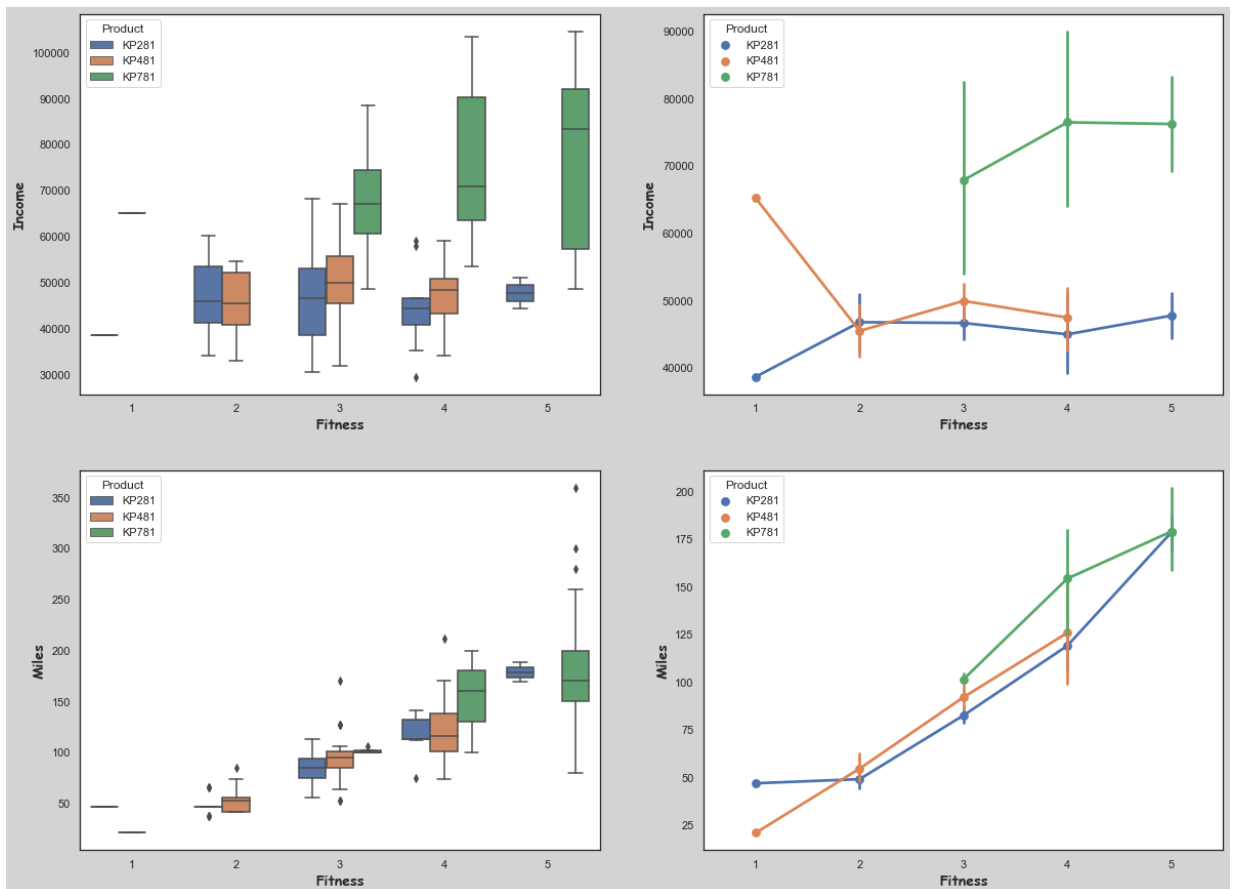 Product
KP281
KP481
KP781
100000
90000
80000
70000
60000
50000
40000
30000
Income
1 2 3 4 5
Fitness
Product
KP281
KP481
KP781
90000
80000
70000
60000
50000
40000
Income
1 2 3 4 5
Fitness
Product
KP281
KP481
KP781
350
300
250
200
150
100
50
Miles
1 2 3 4 5
Fitness
Product
KP281
KP481
KP781
200
175
150
125
100
75
50
25
Miles
1 2 3 4 5
Fitness